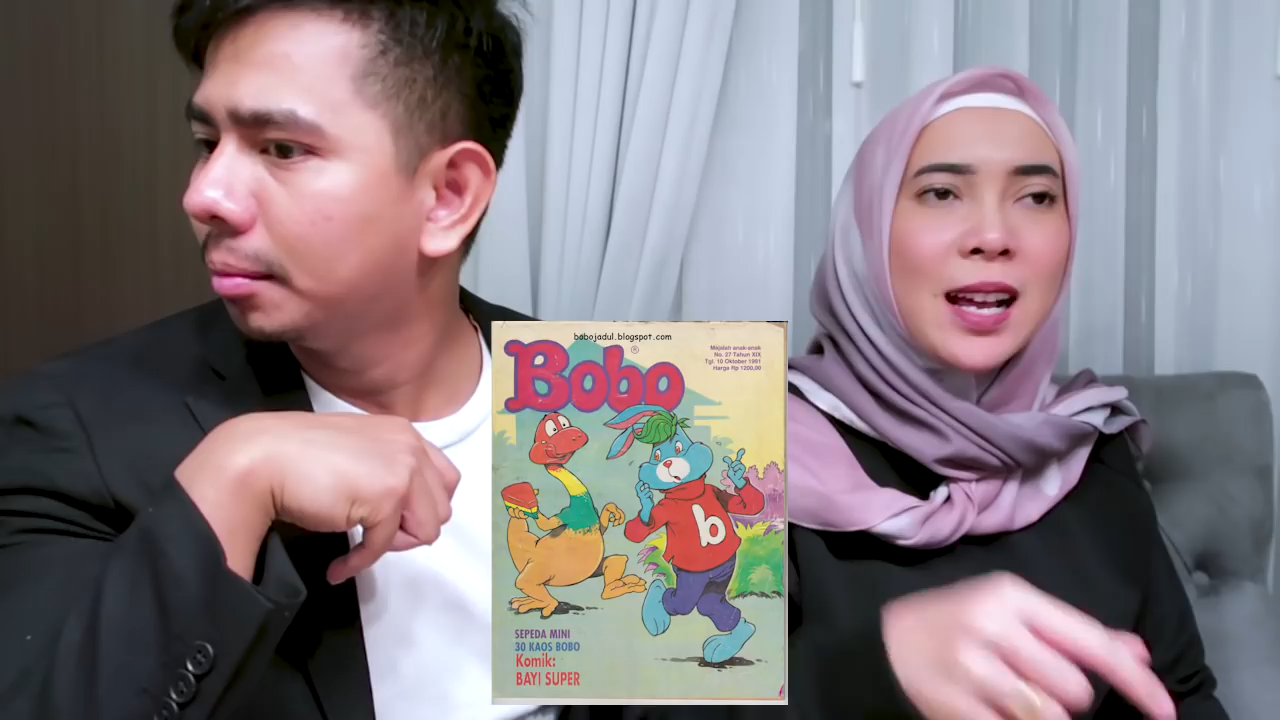 bobojadul.blogspot.com
Bobo
Majalah anak-anak
No. 27 Tahun XIX
Tgl. 10 Oktober 1991
Harga Rp 1200,00
b
SEPEDA MINI
30 KAOS BOBO
Komik:
BAYI SUPER